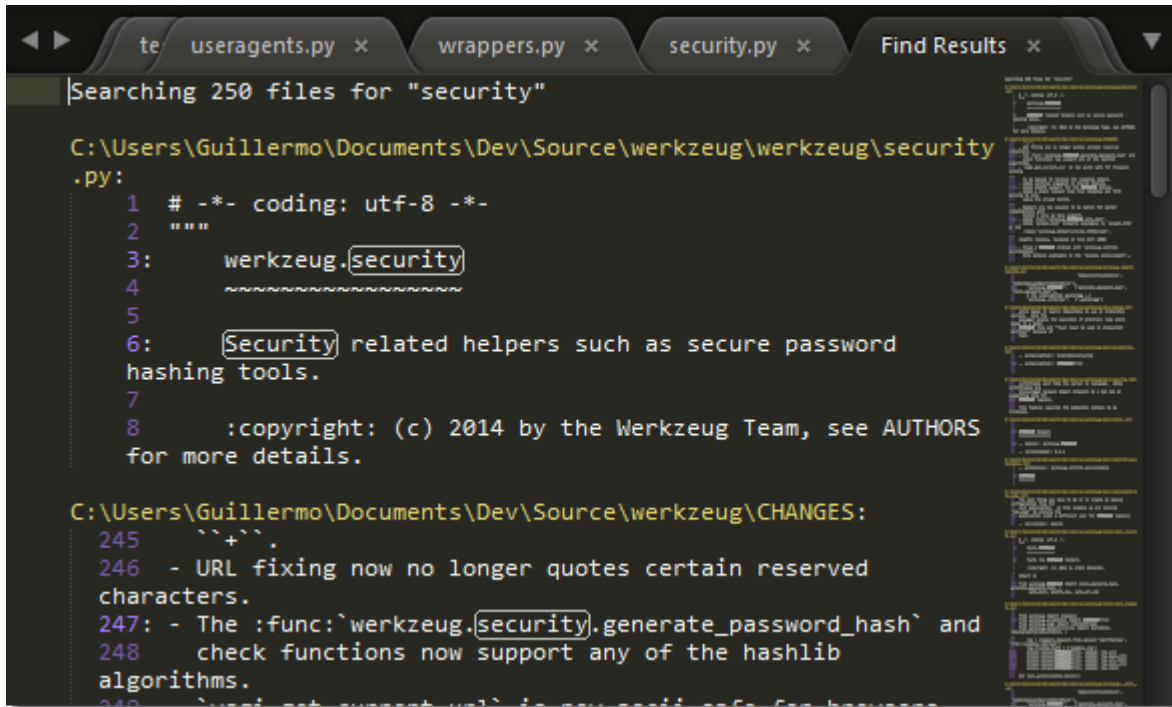 te useragents.py × wrappers.py × security.py × Find Results ×
Searching 250 files for "security"
C:\Users\Guillermo\Documents\Dev\Source\werkzeug\werkzeug\security
.py:
1 # -*- coding: utf-8 -*-
2 """
3: werkzeug.security
4 ~~~~~~~~~~~~~~~~~
5
6: Security related helpers such as secure password
hashing tools.
7
8 :copyright: (c) 2014 by the Werkzeug Team, see AUTHORS
for more details.
C:\Users\Guillermo\Documents\Dev\Source\werkzeug\CHANGES:
245 ``+``.
246 - URL fixing now no longer quotes certain reserved
characters.
247: - The :func:`werkzeug.security.generate_password_hash` and
248 check functions now support any of the hashlib
algorithms.